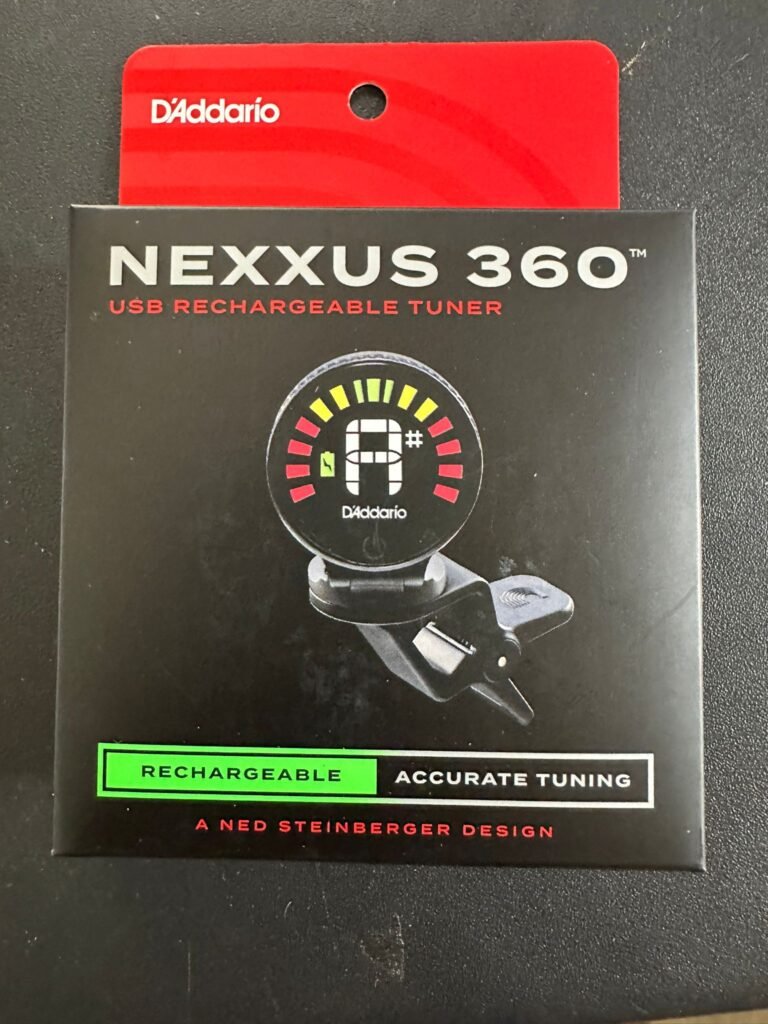 D'Addario
NEXXUS 360™
USB RECHARGEABLE TUNER
A#
D'Addario
RECHARGEABLE ACCURATE TUNING
A NED STEINBERGER DESIGN